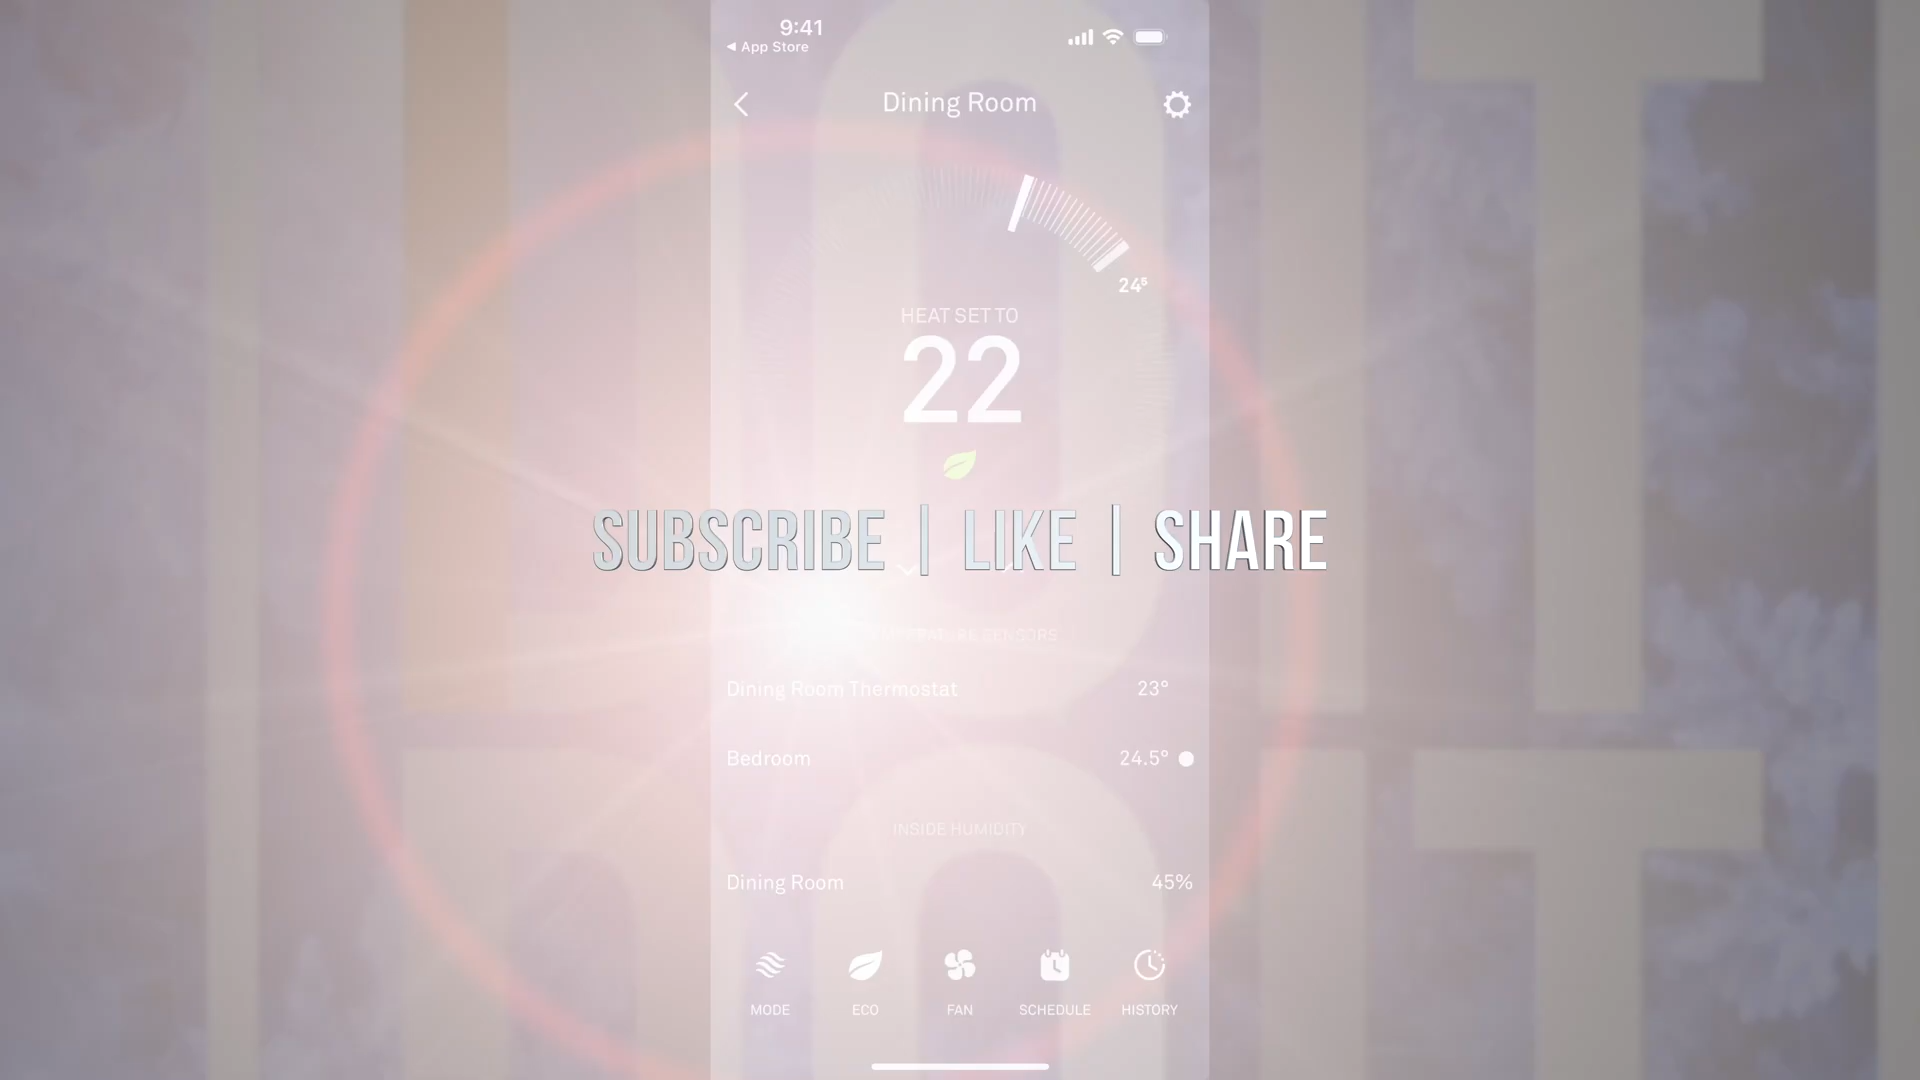 9:41
◄ App Store
Dining Room
24⁵
HEAT SET TO
22
SUBSCRIBE | LIKE | SHARE
SENSORS
Dining Room Thermostat 23°
Bedroom 24.5°
INSIDE HUMIDITY
Dining Room 45%
MODE ECO FAN SCHEDULE HISTORY